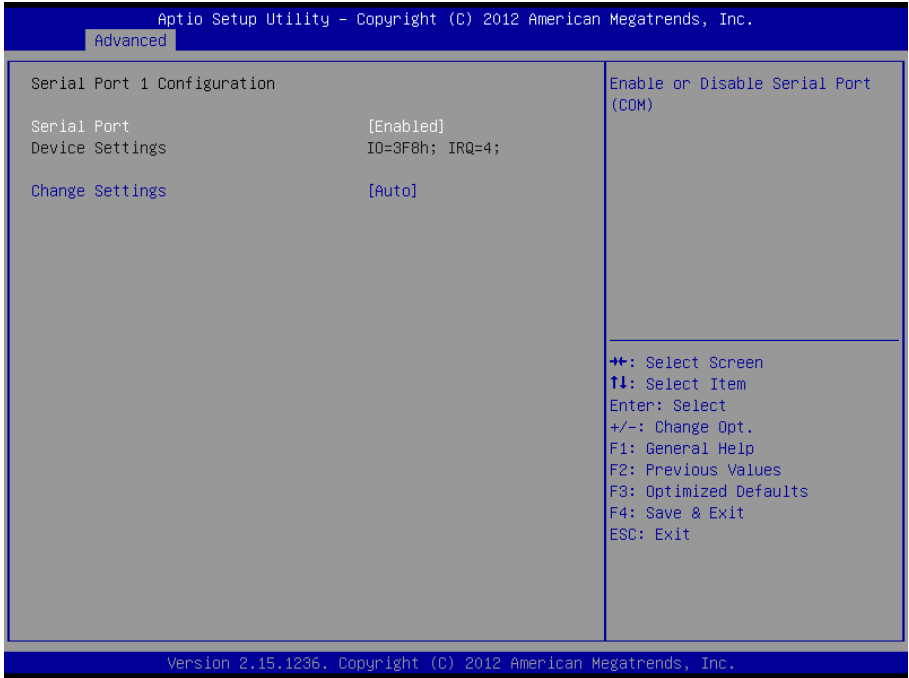 Aptio Setup Utility – Copyright (C) 2012 American Megatrends, Inc.
Advanced
Serial Port 1 Configuration
Serial Port [Enabled]
Device Settings IO=3F8h; IRQ=4;
Change Settings [Auto]
Enable or Disable Serial Port
(COM)
→←: Select Screen
↑↓: Select Item
Enter: Select
+/-: Change Opt.
F1: General Help
F2: Previous Values
F3: Optimized Defaults
F4: Save & Exit
ESC: Exit
Version 2.15.1236. Copyright (C) 2012 American Megatrends, Inc.